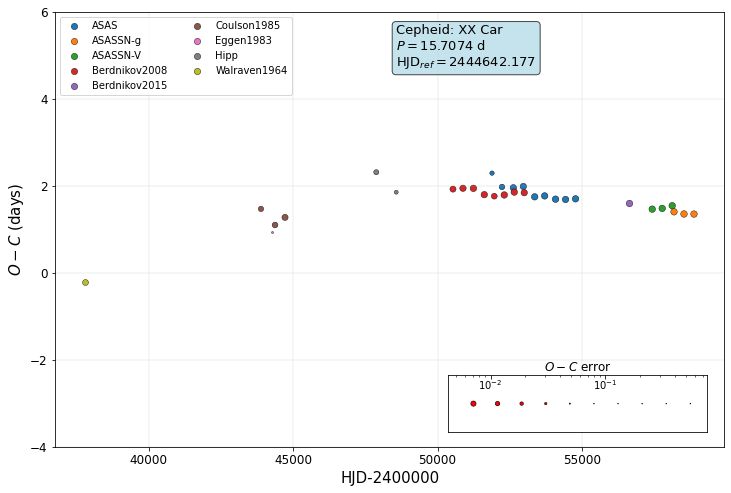 ASAS
ASASSN-g
ASASSN-V
Berdnikov2008
Berdnikov2015
Coulson1985
Eggen1983
Hipp
Walraven1964
Cepheid: XX Car
P = 15.7074 d
HJD_ref = 2444642.177
6
4
2
0
−2
−4
O − C (days)
O − C error
10^−2 10^−1
40000 45000 50000 55000
HJD-2400000